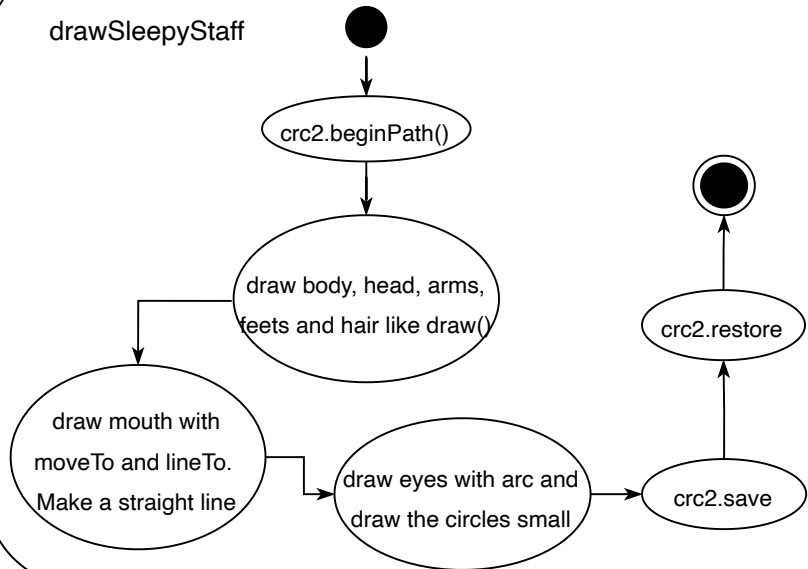 drawSleepyStaff
crc2.beginPath()
draw body, head, arms,
feets and hair like draw()
draw mouth with
moveTo and lineTo.
Make a straight line
draw eyes with arc and
draw the circles small
crc2.save
crc2.restore